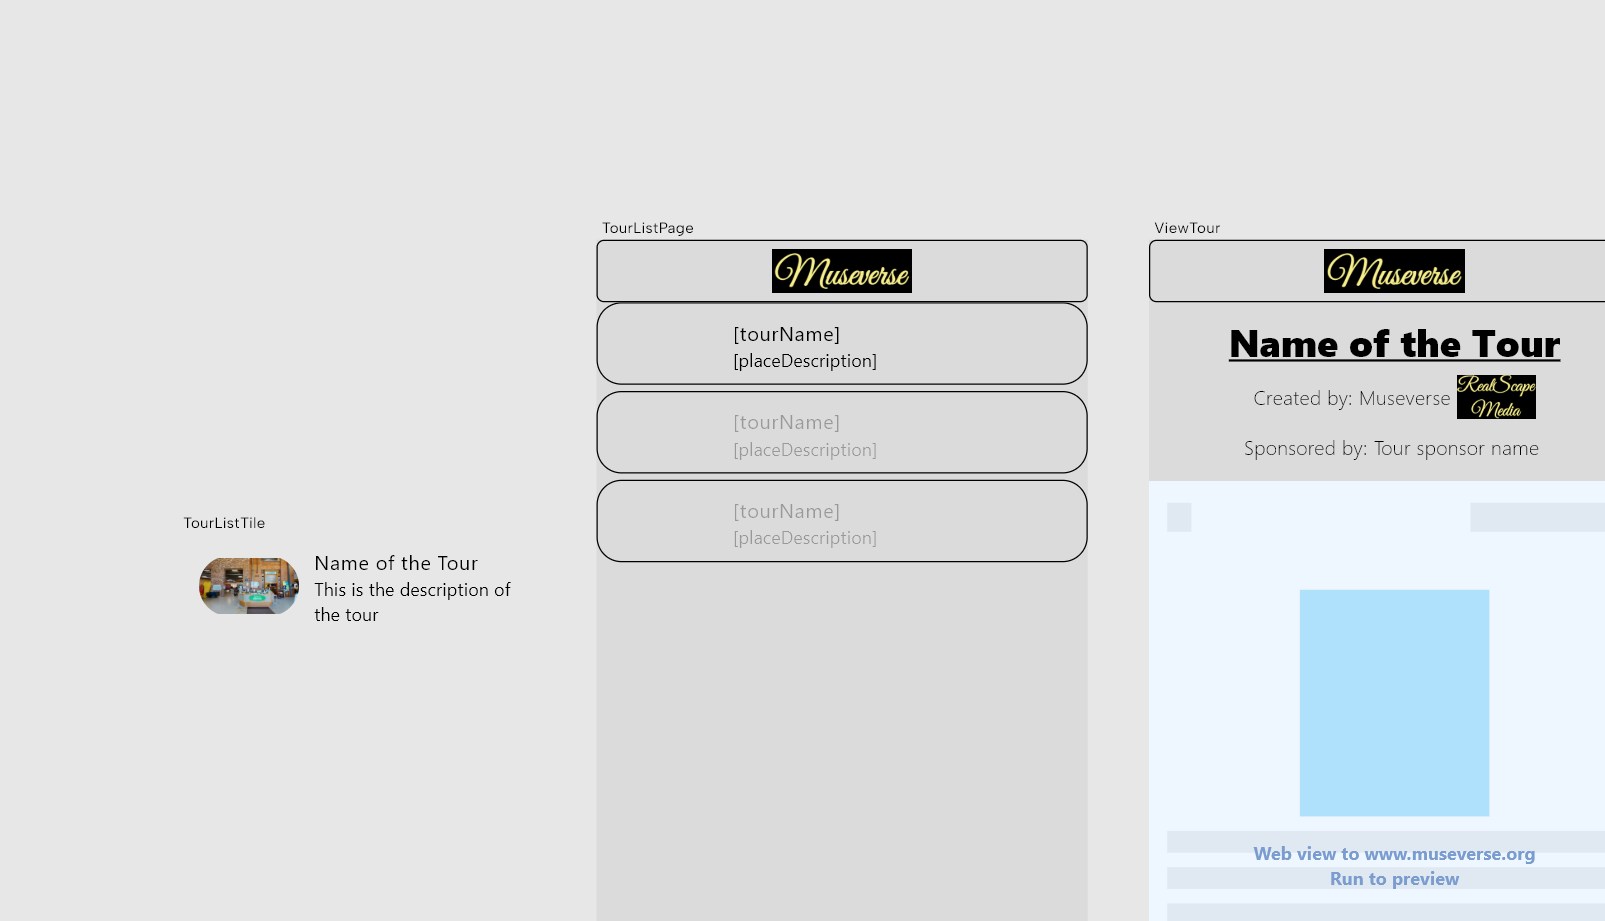 TourListPage
Museverse
[tourName]
[placeDescription]
[tourName]
[placeDescription]
[tourName]
[placeDescription]
TourListTile
Name of the Tour
This is the description of
the tour
ViewTour
Museverse
Name of the Tour
Created by: Museverse
RealtScape
Media
Sponsored by: Tour sponsor name
Web view to www.museverse.org
Run to preview